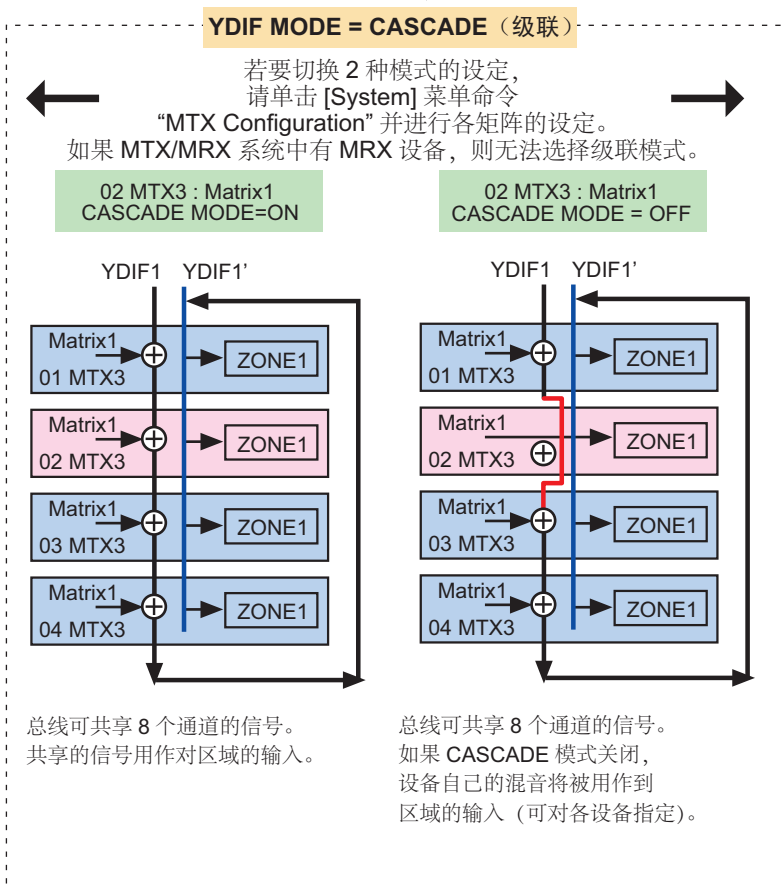 YDIF MODE = CASCADE（级联）
若要切换 2 种模式的设定，
请单击 [System] 菜单命令
“MTX Configuration” 并进行各矩阵的设定。
如果 MTX/MRX 系统中有 MRX 设备，则无法选择级联模式。
02 MTX3 : Matrix1
CASCADE MODE=ON
YDIF1 YDIF1’
Matrix1
ZONE1
01 MTX3
Matrix1
ZONE1
02 MTX3
Matrix1
ZONE1
03 MTX3
Matrix1
ZONE1
04 MTX3
总线可共享 8 个通道的信号。
共享的信号用作对区域的输入。
02 MTX3 : Matrix1
CASCADE MODE = OFF
YDIF1 YDIF1’
Matrix1
ZONE1
01 MTX3
Matrix1
ZONE1
02 MTX3
Matrix1
ZONE1
03 MTX3
Matrix1
ZONE1
04 MTX3
总线可共享 8 个通道的信号。
如果 CASCADE 模式关闭，
设备自己的混音将被用作到
区域的输入（可对各设备指定）。